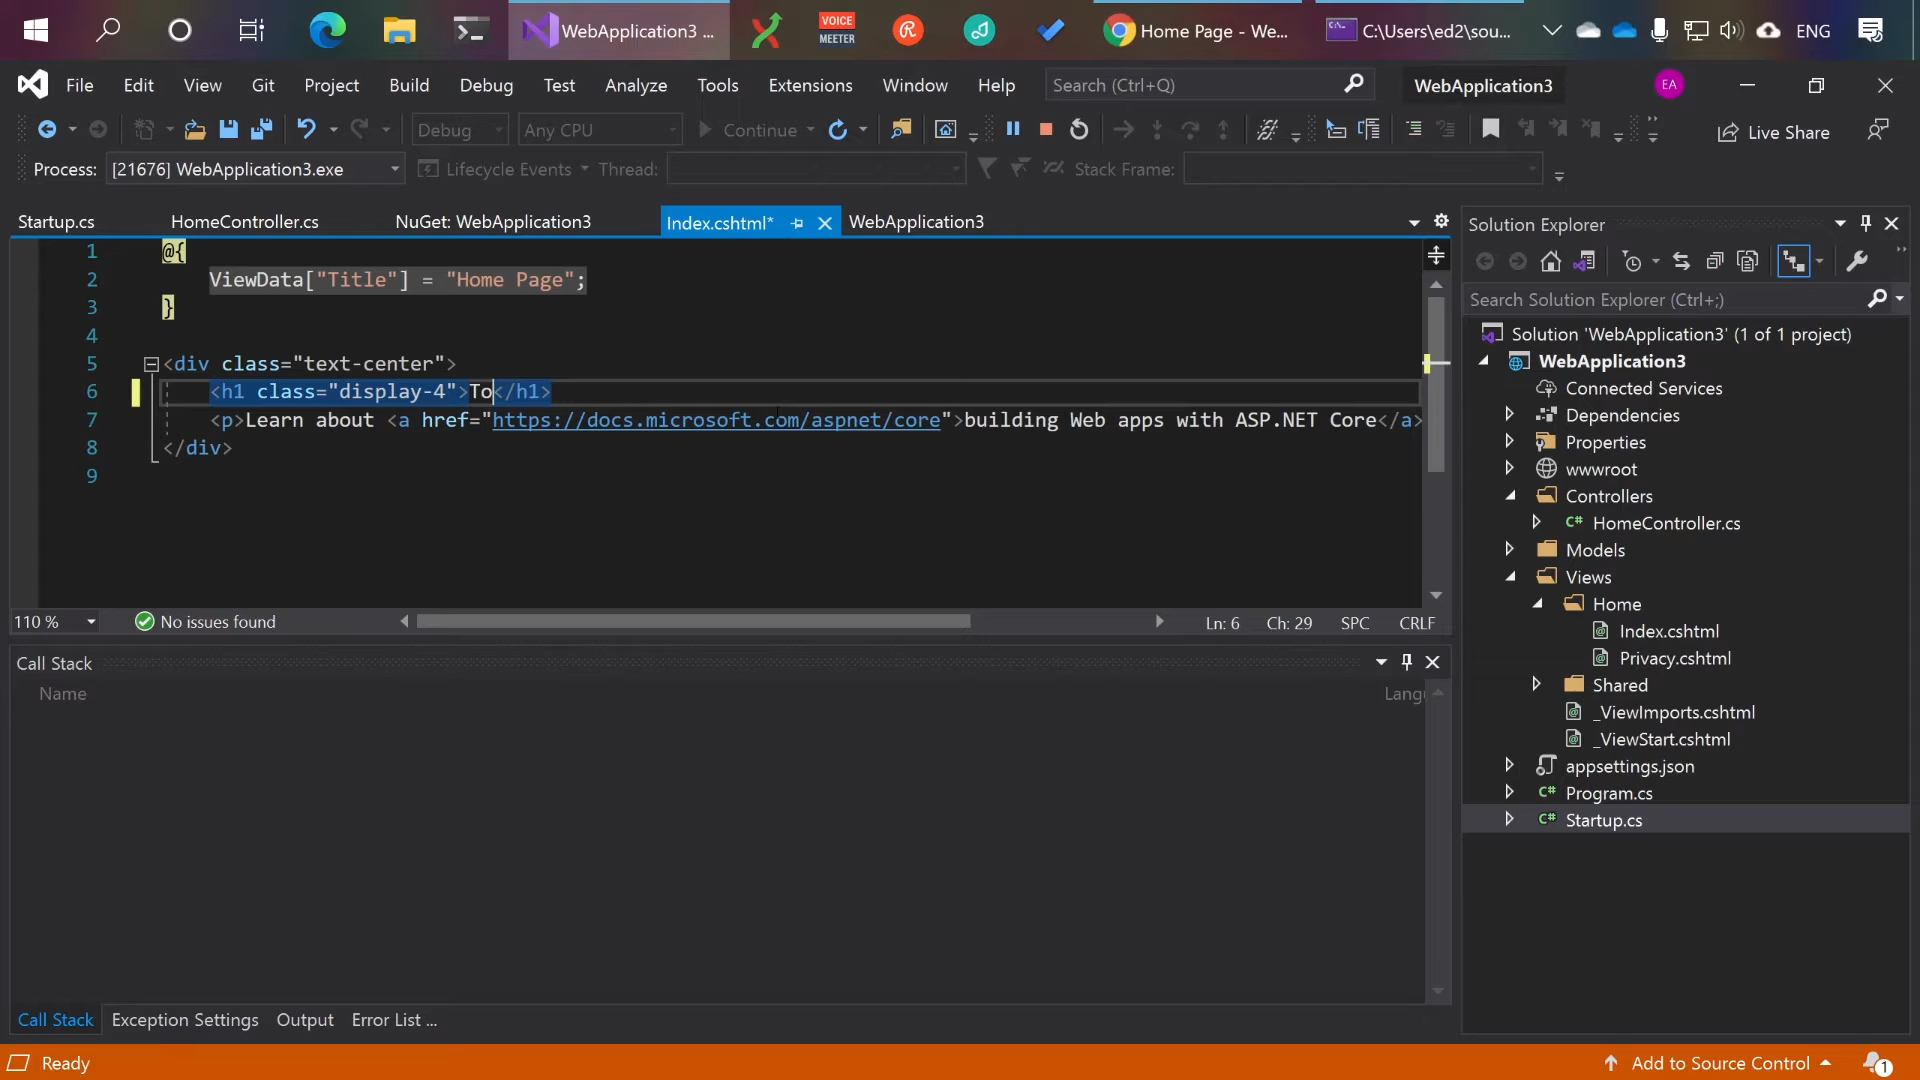 VOICE
MEETER
WebApplication3 ...
Home Page - We...
C:\Users\ed2\sou...
ENG
File Edit View Git Project Build Debug Test Analyze Tools Extensions Window Help Search (Ctrl+Q) WebApplication3 EA
Debug Any CPU Continue Live Share
Process: [21676] WebApplication3.exe Lifecycle Events Thread: Stack Frame:
Startup.cs HomeController.cs NuGet: WebApplication3 Index.cshtml* WebApplication3
1 @{
2 ViewData["Title"] = "Home Page";
3 }
4
5 <div class="text-center">
6 <h1 class="display-4">To</h1>
7 <p>Learn about <a href="https://docs.microsoft.com/aspnet/core">building Web apps with ASP.NET Core</a>
8 </div>
9
110 % No issues found Ln: 6 Ch: 29 SPC CRLF
Call Stack
Name Langu
Call Stack Exception Settings Output Error List ...
Solution Explorer
Search Solution Explorer (Ctrl+;)
Solution 'WebApplication3' (1 of 1 project)
WebApplication3
Connected Services
Dependencies
Properties
wwwroot
Controllers
C# HomeController.cs
Models
Views
Home
Index.cshtml
Privacy.cshtml
Shared
_ViewImports.cshtml
_ViewStart.cshtml
appsettings.json
C# Program.cs
C# Startup.cs
Ready Add to Source Control 1